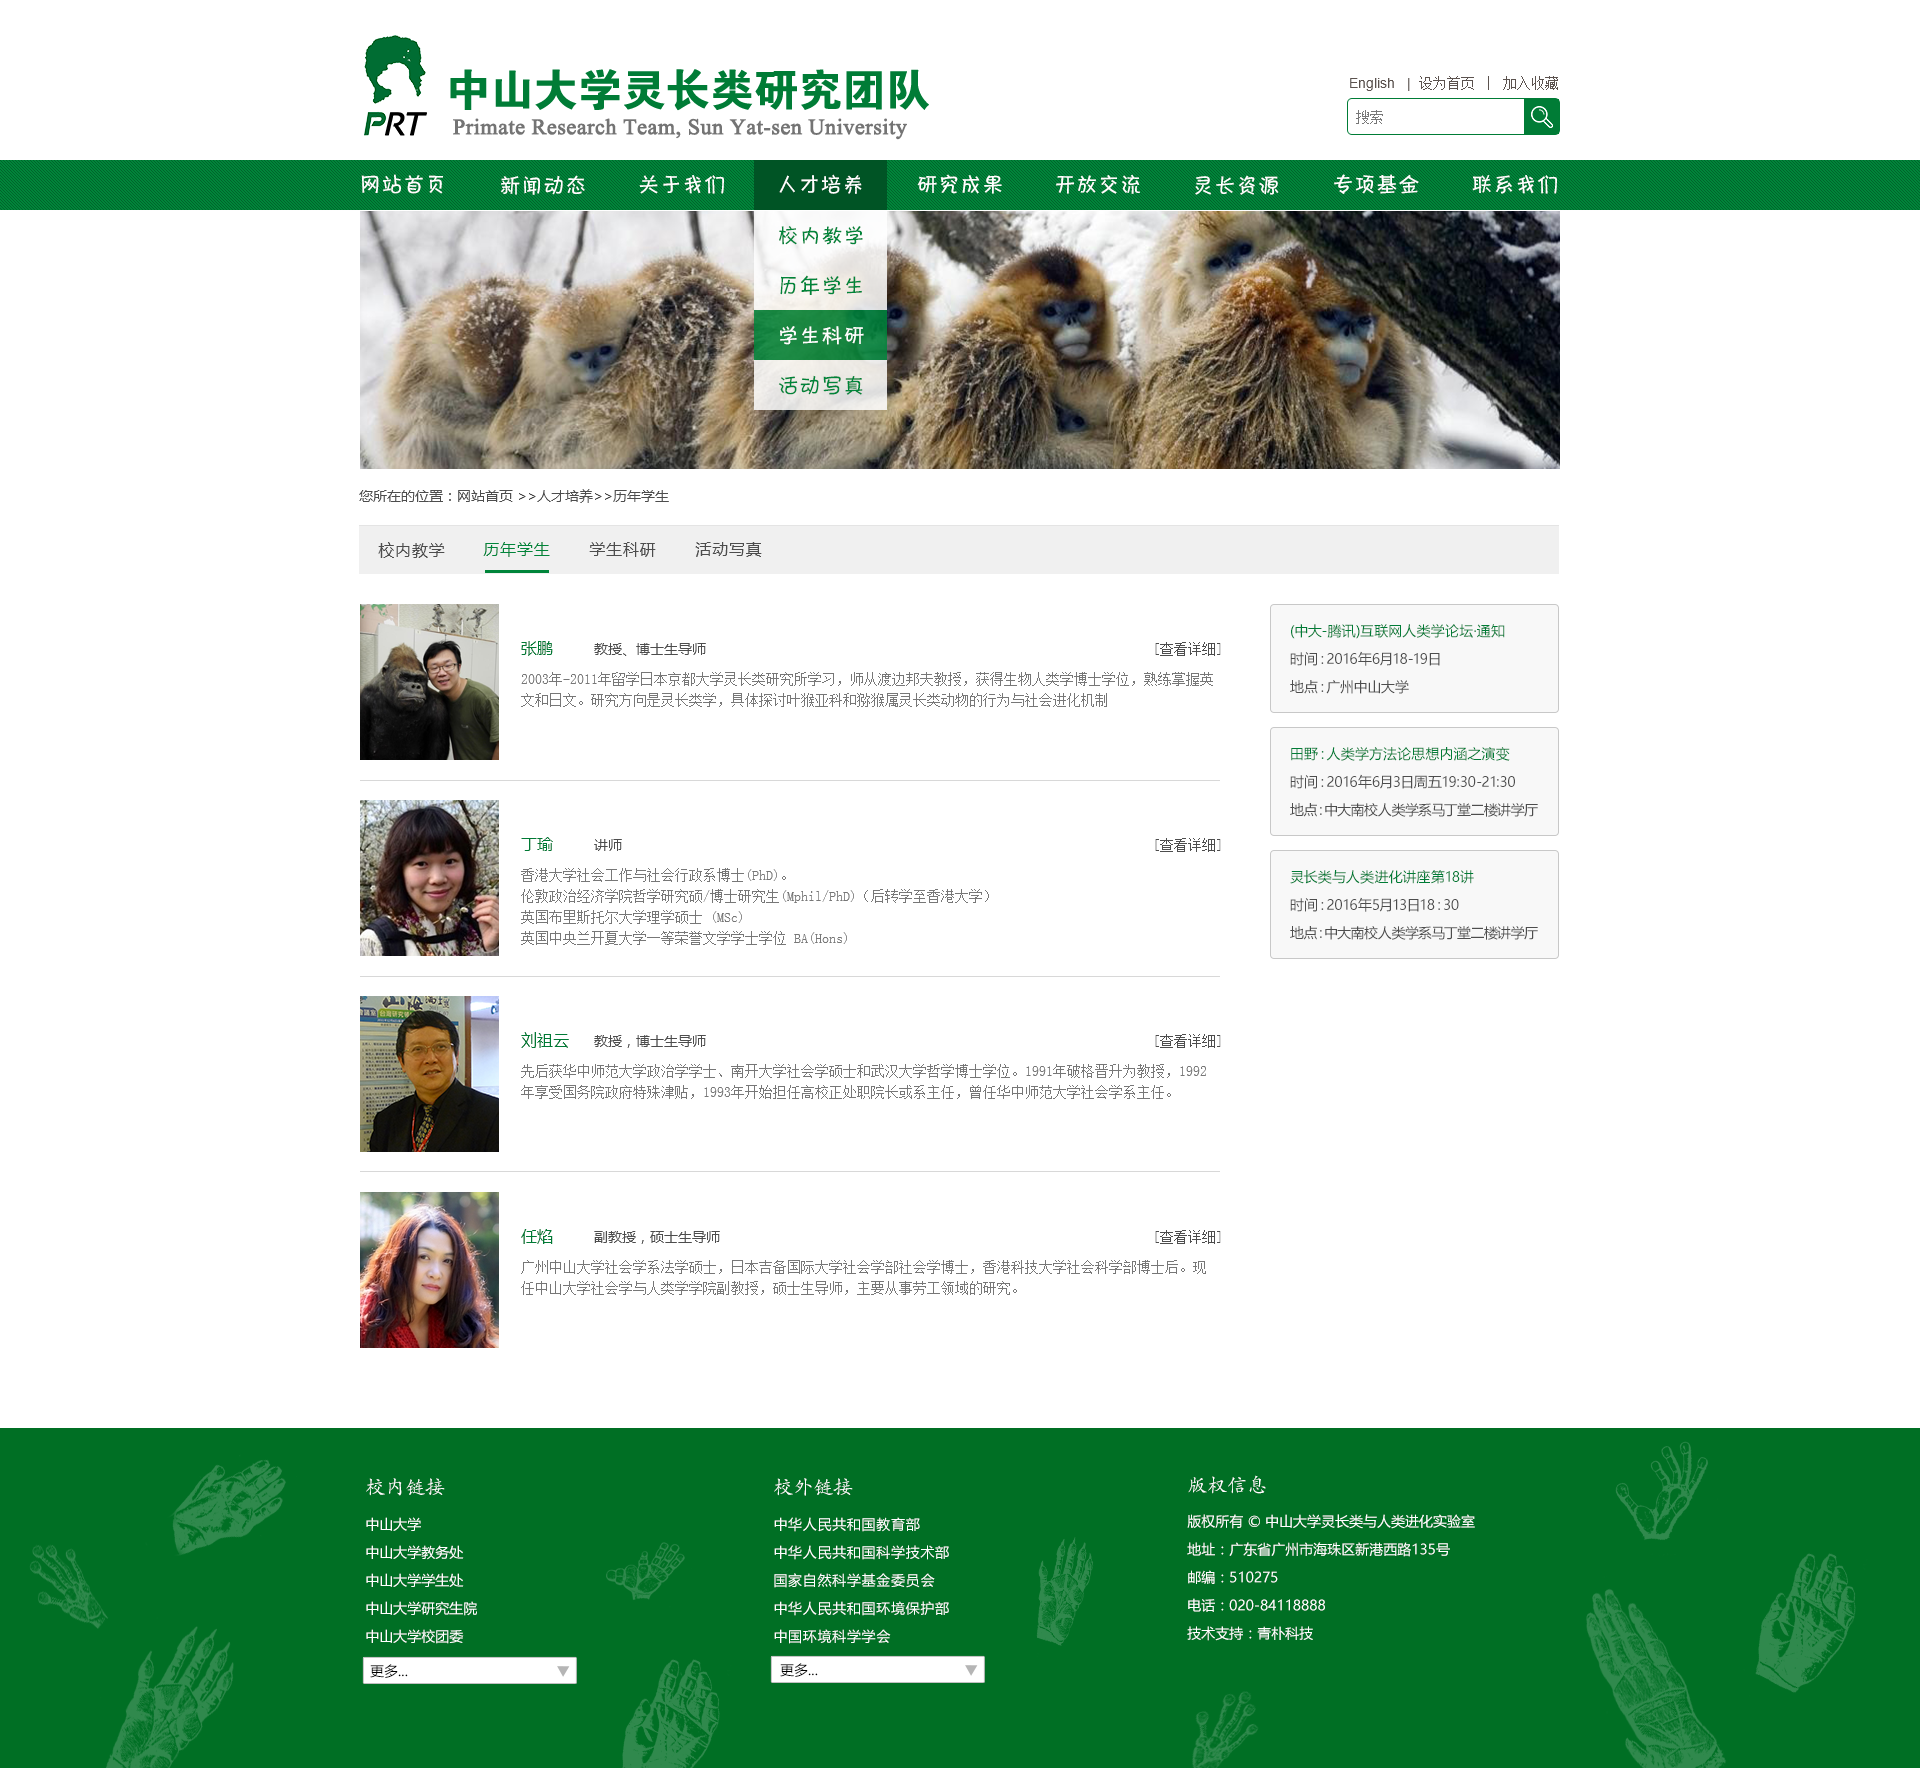 PRT
中山大学灵长类研究团队
Primate Research Team, Sun Yat-sen University
English | 设为首页 | 加入收藏
搜索
网站首页 新闻动态 关于我们 人才培养 研究成果 开放交流 灵长资源 专项基金 联系我们
校内教学
历年学生
学生科研
活动写真
您所在的位置：网站首页 >>人才培养>>历年学生
校内教学 历年学生 学生科研 活动写真
张鹏 教授、博士生导师 [查看详细]
2003年-2011年留学日本京都大学灵长类研究所学习，师从渡边邦夫教授，获得生物人类学博士学位，熟练掌握英
文和日文。研究方向是灵长类学，具体探讨叶猴亚科和猕猴属灵长类动物的行为与社会进化机制
丁瑜 讲师 [查看详细]
香港大学社会工作与社会行政系博士(PhD)。
伦敦政治经济学院哲学研究硕/博士研究生(Mphil/PhD)（后转学至香港大学）
英国布里斯托尔大学理学硕士 (MSc)
英国中央兰开夏大学一等荣誉文学学士学位 BA(Hons)
刘祖云 教授，博士生导师 [查看详细]
先后获华中师范大学政治学学士、南开大学社会学硕士和武汉大学哲学博士学位。1991年破格晋升为教授，1992
年享受国务院政府特殊津贴，1993年开始担任高校正处职院长或系主任，曾任华中师范大学社会学系主任。
任焰 副教授，硕士生导师 [查看详细]
广州中山大学社会学系法学硕士，日本吉备国际大学社会学部社会学博士，香港科技大学社会科学部博士后。现
任中山大学社会学与人类学学院副教授，硕士生导师，主要从事劳工领域的研究。
(中大-腾讯)互联网人类学论坛·通知
时间：2016年6月18-19日
地点：广州中山大学
田野：人类学方法论思想内涵之演变
时间：2016年6月3日周五19:30-21:30
地点：中大南校人类学系马丁堂二楼讲学厅
灵长类与人类进化讲座第18讲
时间：2016年5月13日18：30
地点：中大南校人类学系马丁堂二楼讲学厅
校内链接
中山大学
中山大学教务处
中山大学学生处
中山大学研究生院
中山大学校团委
更多...
校外链接
中华人民共和国教育部
中华人民共和国科学技术部
国家自然科学基金委员会
中华人民共和国环境保护部
中国环境科学学会
更多...
版权信息
版权所有 © 中山大学灵长类与人类进化实验室
地址：广东省广州市海珠区新港西路135号
邮编：510275
电话：020-84118888
技术支持：青朴科技